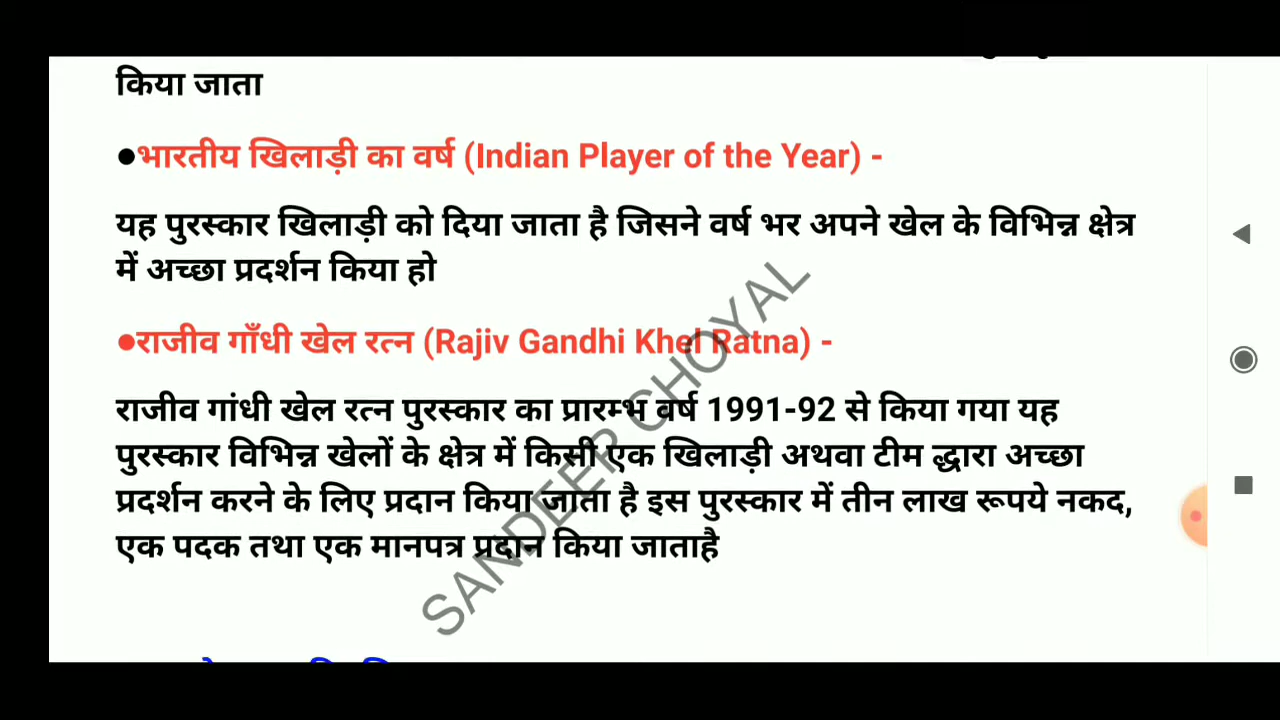 किया जाता
●भारतीय खिलाड़ी का वर्ष (Indian Player of the Year) -
यह पुरस्कार खिलाड़ी को दिया जाता है जिसने वर्ष भर अपने खेल के विभिन्न क्षेत्र
में अच्छा प्रदर्शन किया हो
●राजीव गाँधी खेल रत्न (Rajiv Gandhi Khel Ratna) -
राजीव गांधी खेल रत्न पुरस्कार का प्रारम्भ वर्ष 1991-92 से किया गया यह
पुरस्कार विभिन्न खेलों के क्षेत्र में किसी एक खिलाड़ी अथवा टीम द्धारा अच्छा
प्रदर्शन करने के लिए प्रदान किया जाता है इस पुरस्कार में तीन लाख रूपये नकद,
एक पदक तथा एक मानपत्र प्रदान किया जाताहै
SANDEEP CHOYAL